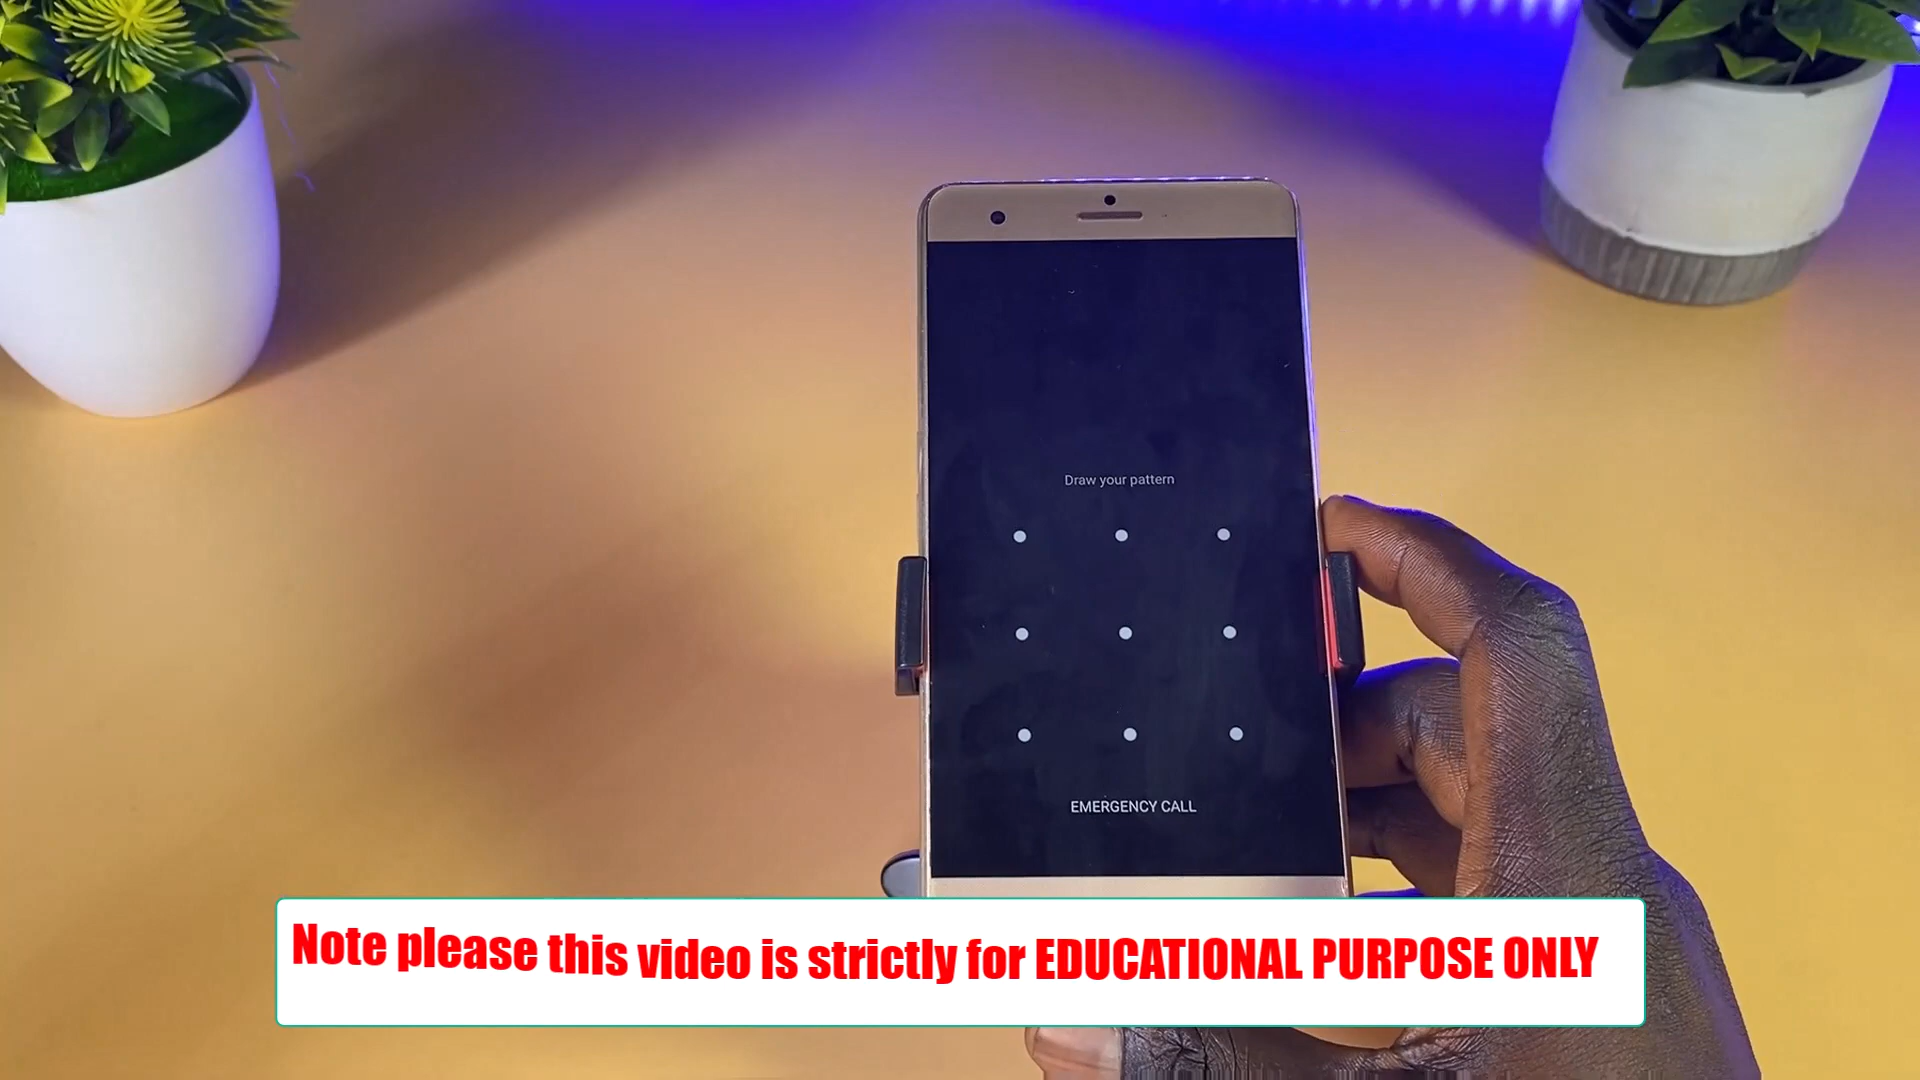 Draw your pattern
EMERGENCY CALL
Note please this video is strictly for EDUCATIONAL PURPOSE ONLY